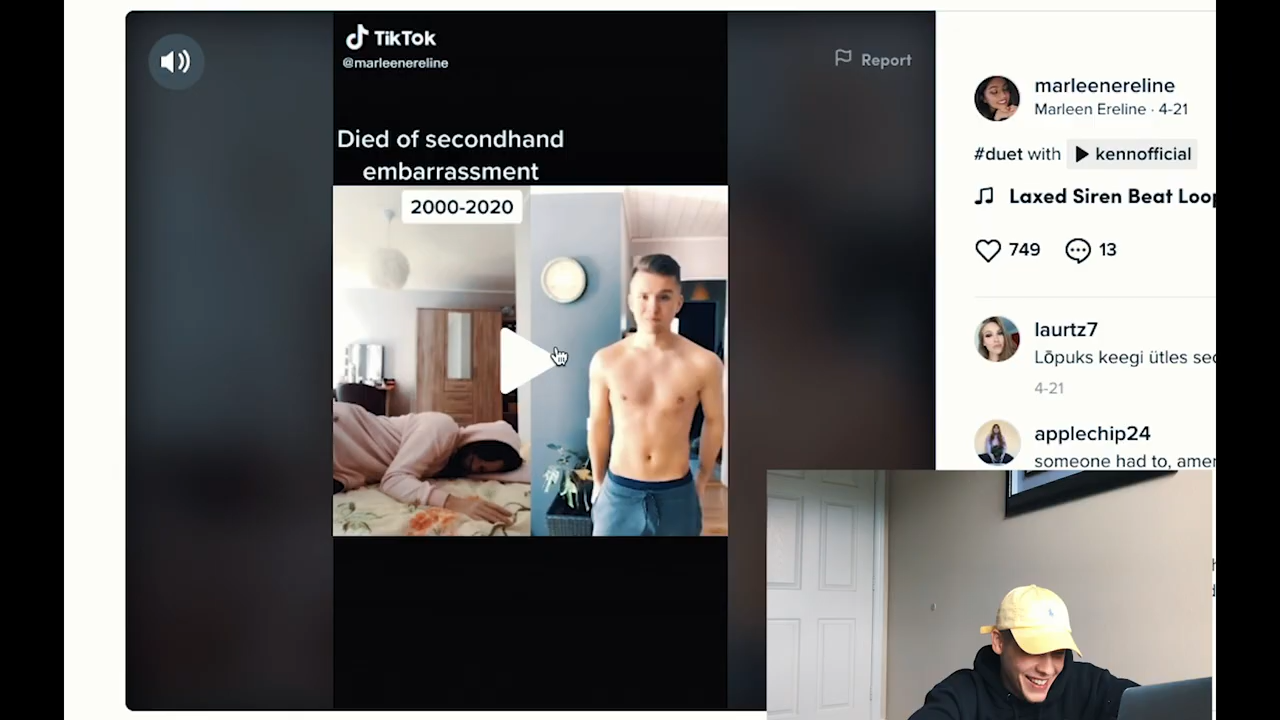 TikTok
@marleenereline
Report
Died of secondhand
embarrassment
2000-2020
marleenereline
Marleen Ereline · 4-21
#duet with kennofficial
Laxed Siren Beat Loop
749
13
laurtz7
Lõpuks keegi ütles sec
4-21
applechip24
someone had to, amer